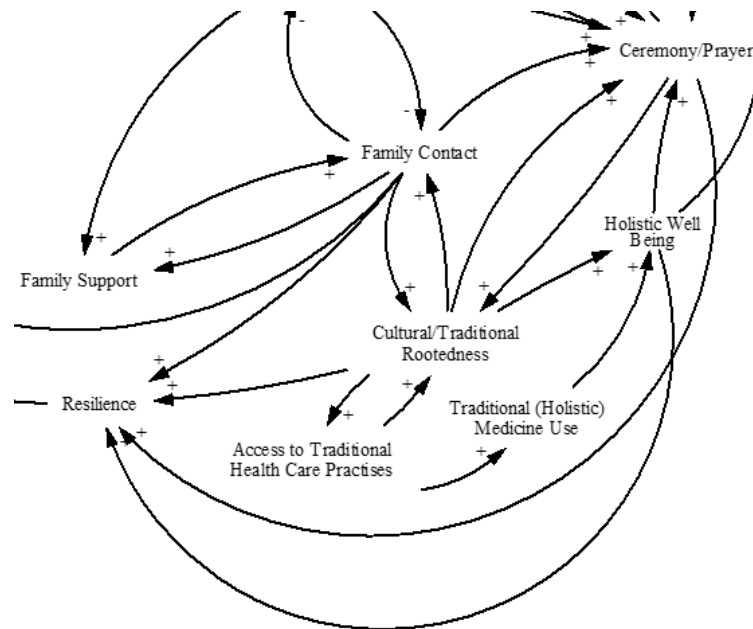 Ceremony/Prayer
Family Contact
Holistic Well
Being
Family Support
Cultural/Traditional
Rootedness
Resilience
Traditional (Holistic)
Medicine Use
Access to Traditional
Health Care Practises